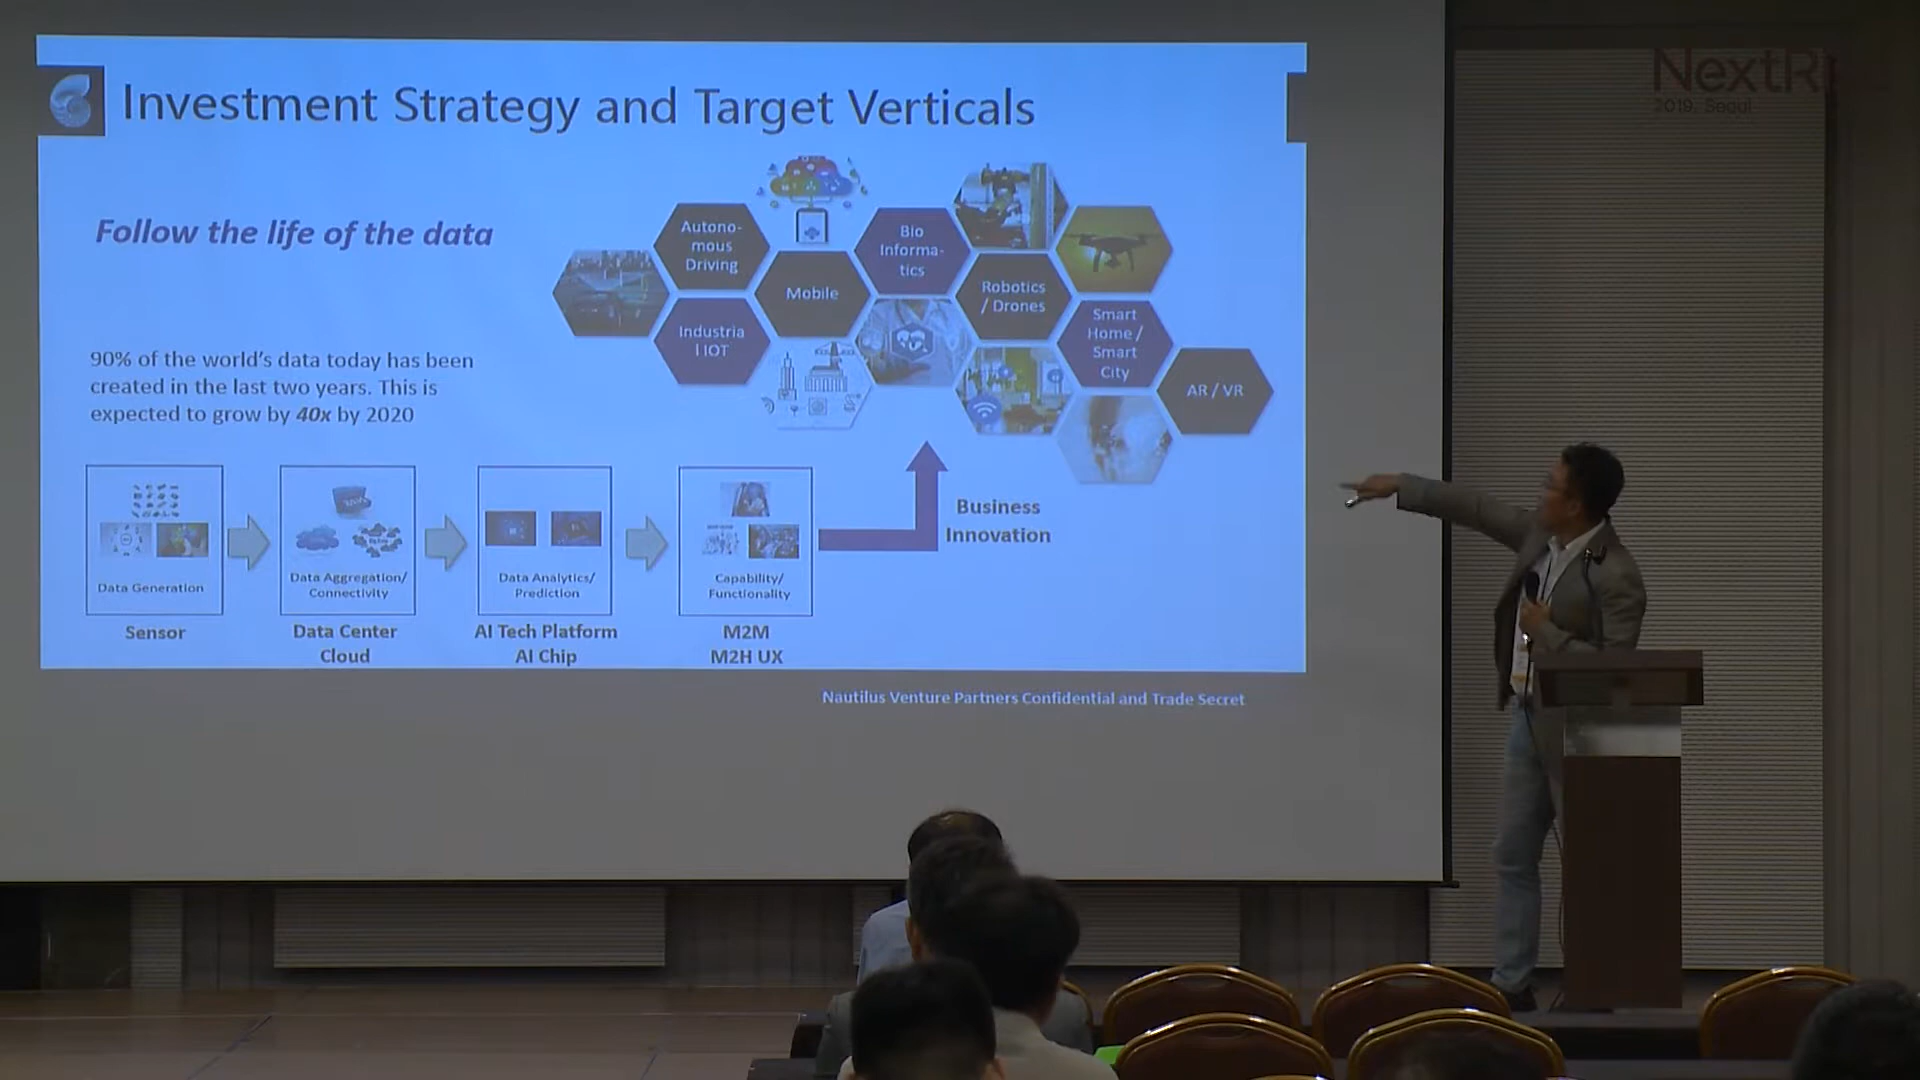 Investment Strategy and Target Verticals
Follow the life of the data
90% of the world's data today has been
created in the last two years. This is
expected to grow by 40x by 2020
Autono-
mous
Driving
Mobile
Industria
l IOT
Bio
Informa-
tics
Robotics
/ Drones
Smart
Home /
Smart
City
AR / VR
Business
Innovation
Data Generation
Sensor
Data Aggregation/
Connectivity
Data Center
Cloud
Data Analytics/
Prediction
AI Tech Platform
AI Chip
Capability/
Functionality
M2M
M2H UX
Nautilus Venture Partners Confidential and Trade Secret
2019. Seoul